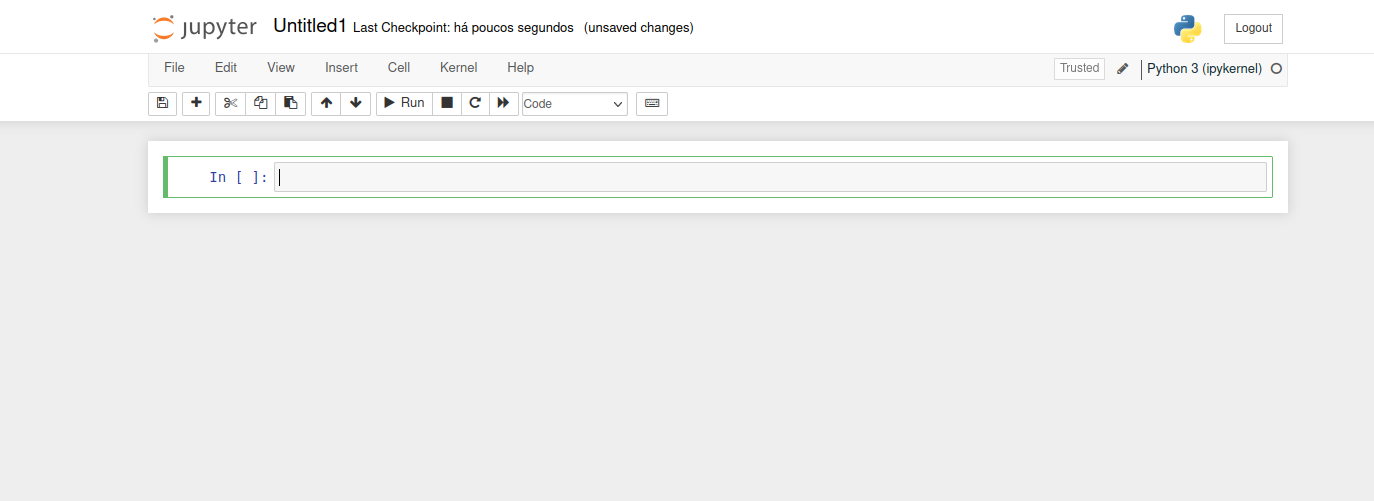 jupyter Untitled1 Last Checkpoint: há poucos segundos (unsaved changes) Logout
File Edit View Insert Cell Kernel Help Trusted Python 3 (ipykernel)
Run Code
In [ ]: